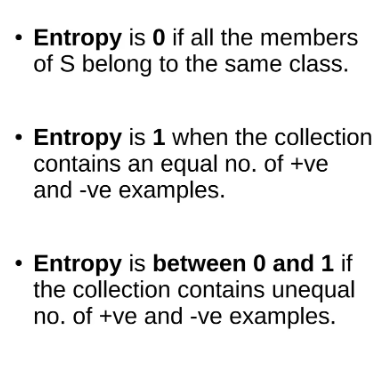 • Entropy is 0 if all the members
of S belong to the same class.
• Entropy is 1 when the collection
contains an equal no. of +ve
and -ve examples.
• Entropy is between 0 and 1 if
the collection contains unequal
no. of +ve and -ve examples.